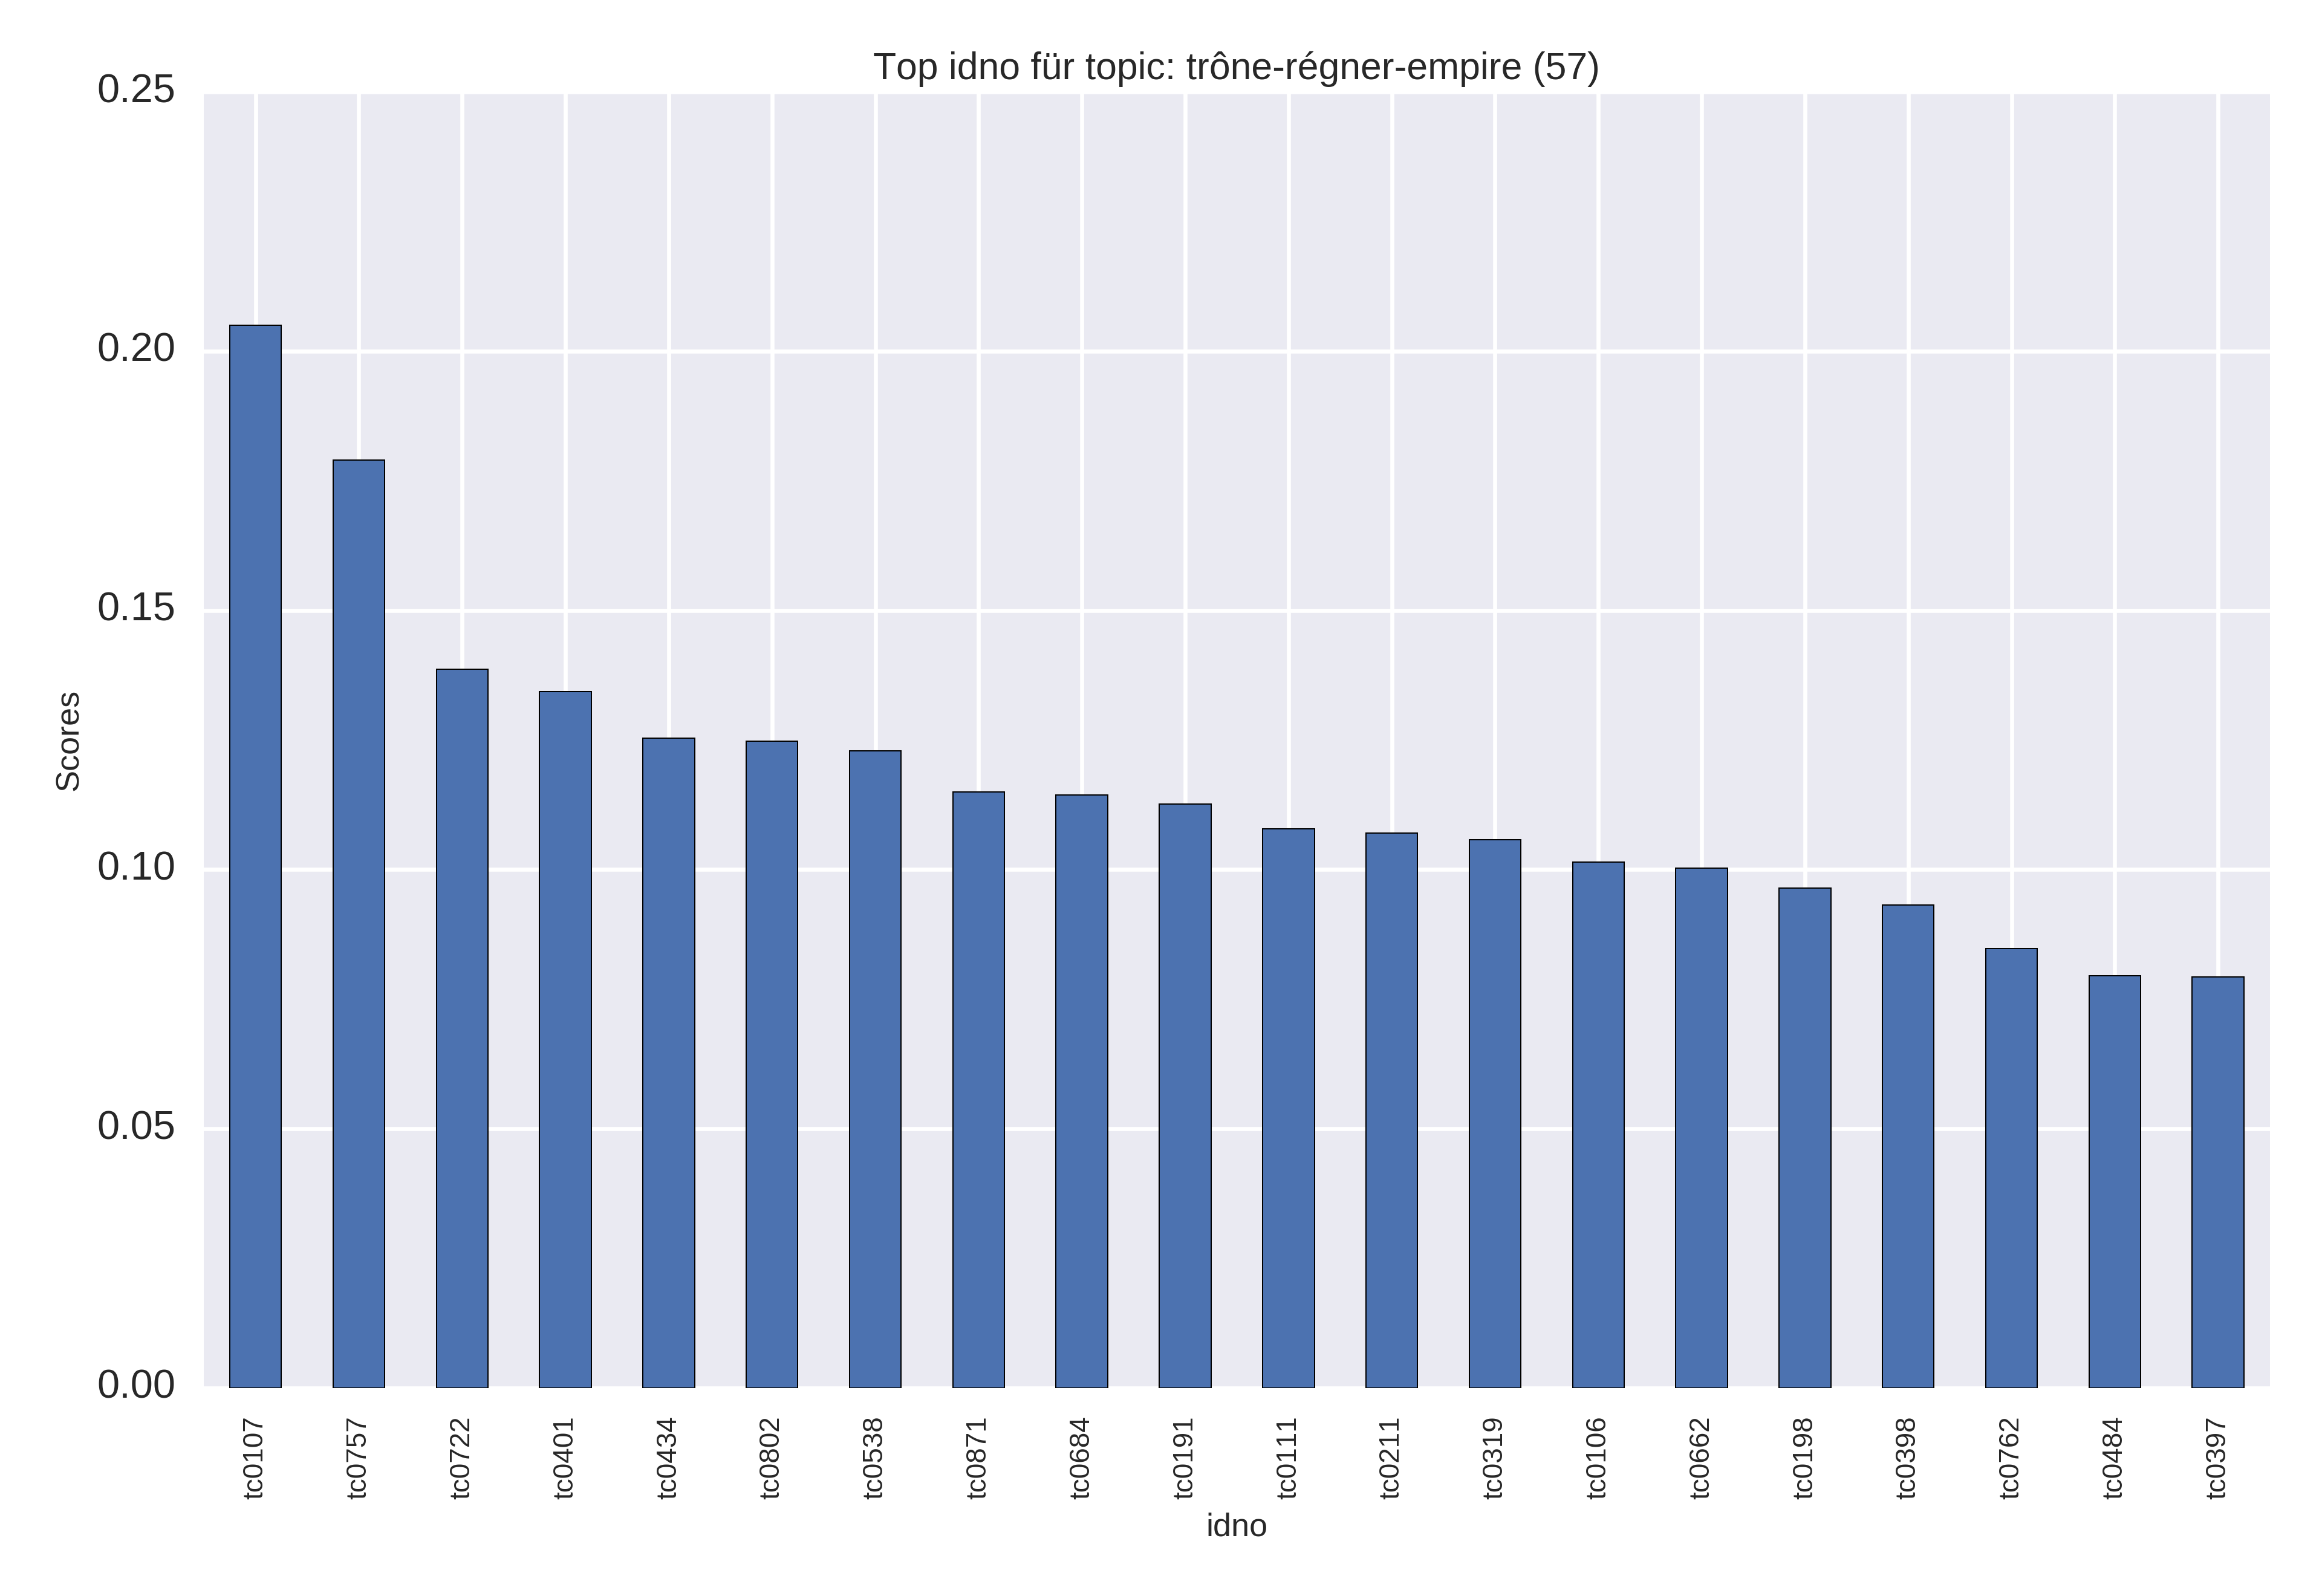 Top idno für topic: trône-régner-empire (57)
0.25
0.20
0.15
0.10
0.05
0.00
Scores
tc0107
tc0757
tc0722
tc0401
tc0434
tc0802
tc0538
tc0871
tc0684
tc0191
tc0111
tc0211
tc0319
tc0106
tc0662
tc0198
tc0398
tc0762
tc0484
tc0397
idno